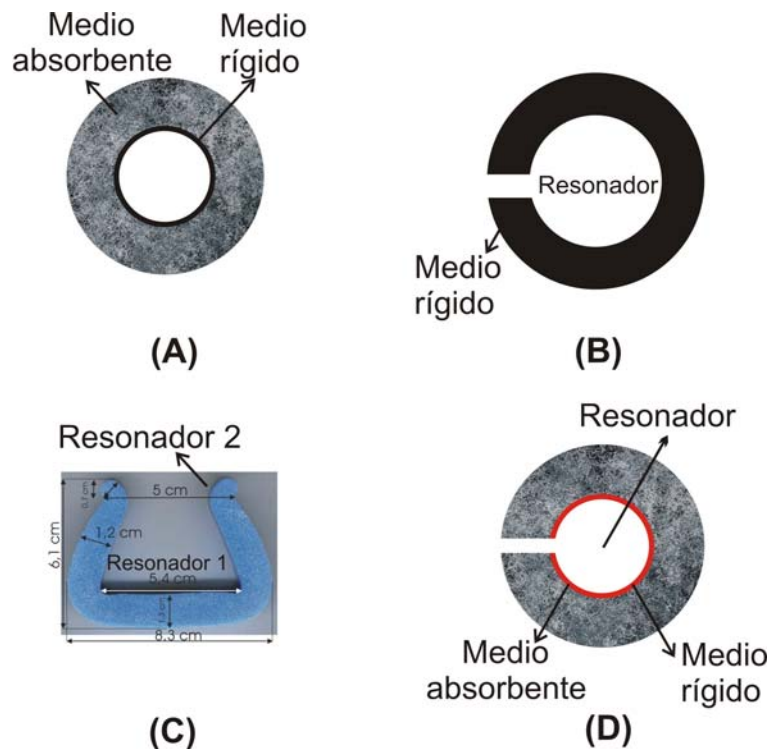 Medio
absorbente
Medio
rígido
(A)
Resonador
Medio
rígido
(B)
Resonador 2
5 cm
1,2 cm
6,1 cm
Resonador 1
5.4 cm
8.3 cm
(C)
Resonador
Medio
absorbente
Medio
rígido
(D)